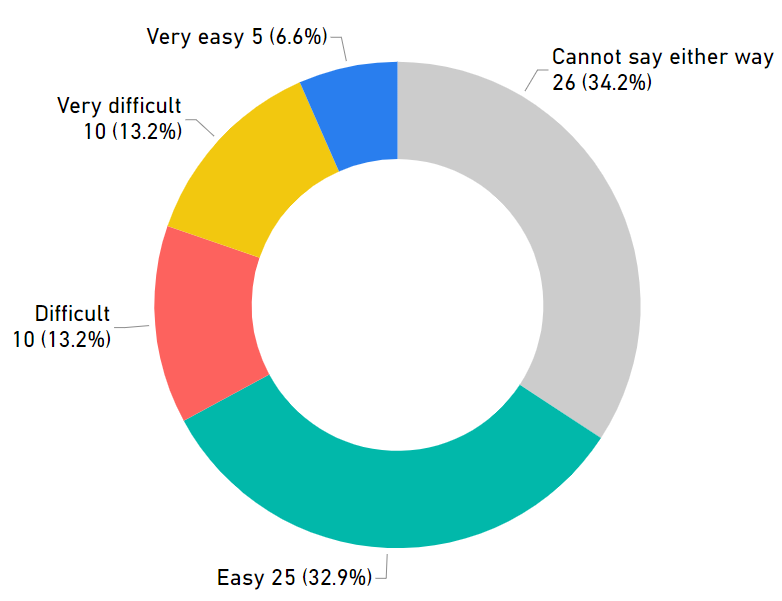 Very easy 5 (6.6%)
Cannot say either way
26 (34.2%)
Very difficult
10 (13.2%)
Difficult
10 (13.2%)
Easy 25 (32.9%)